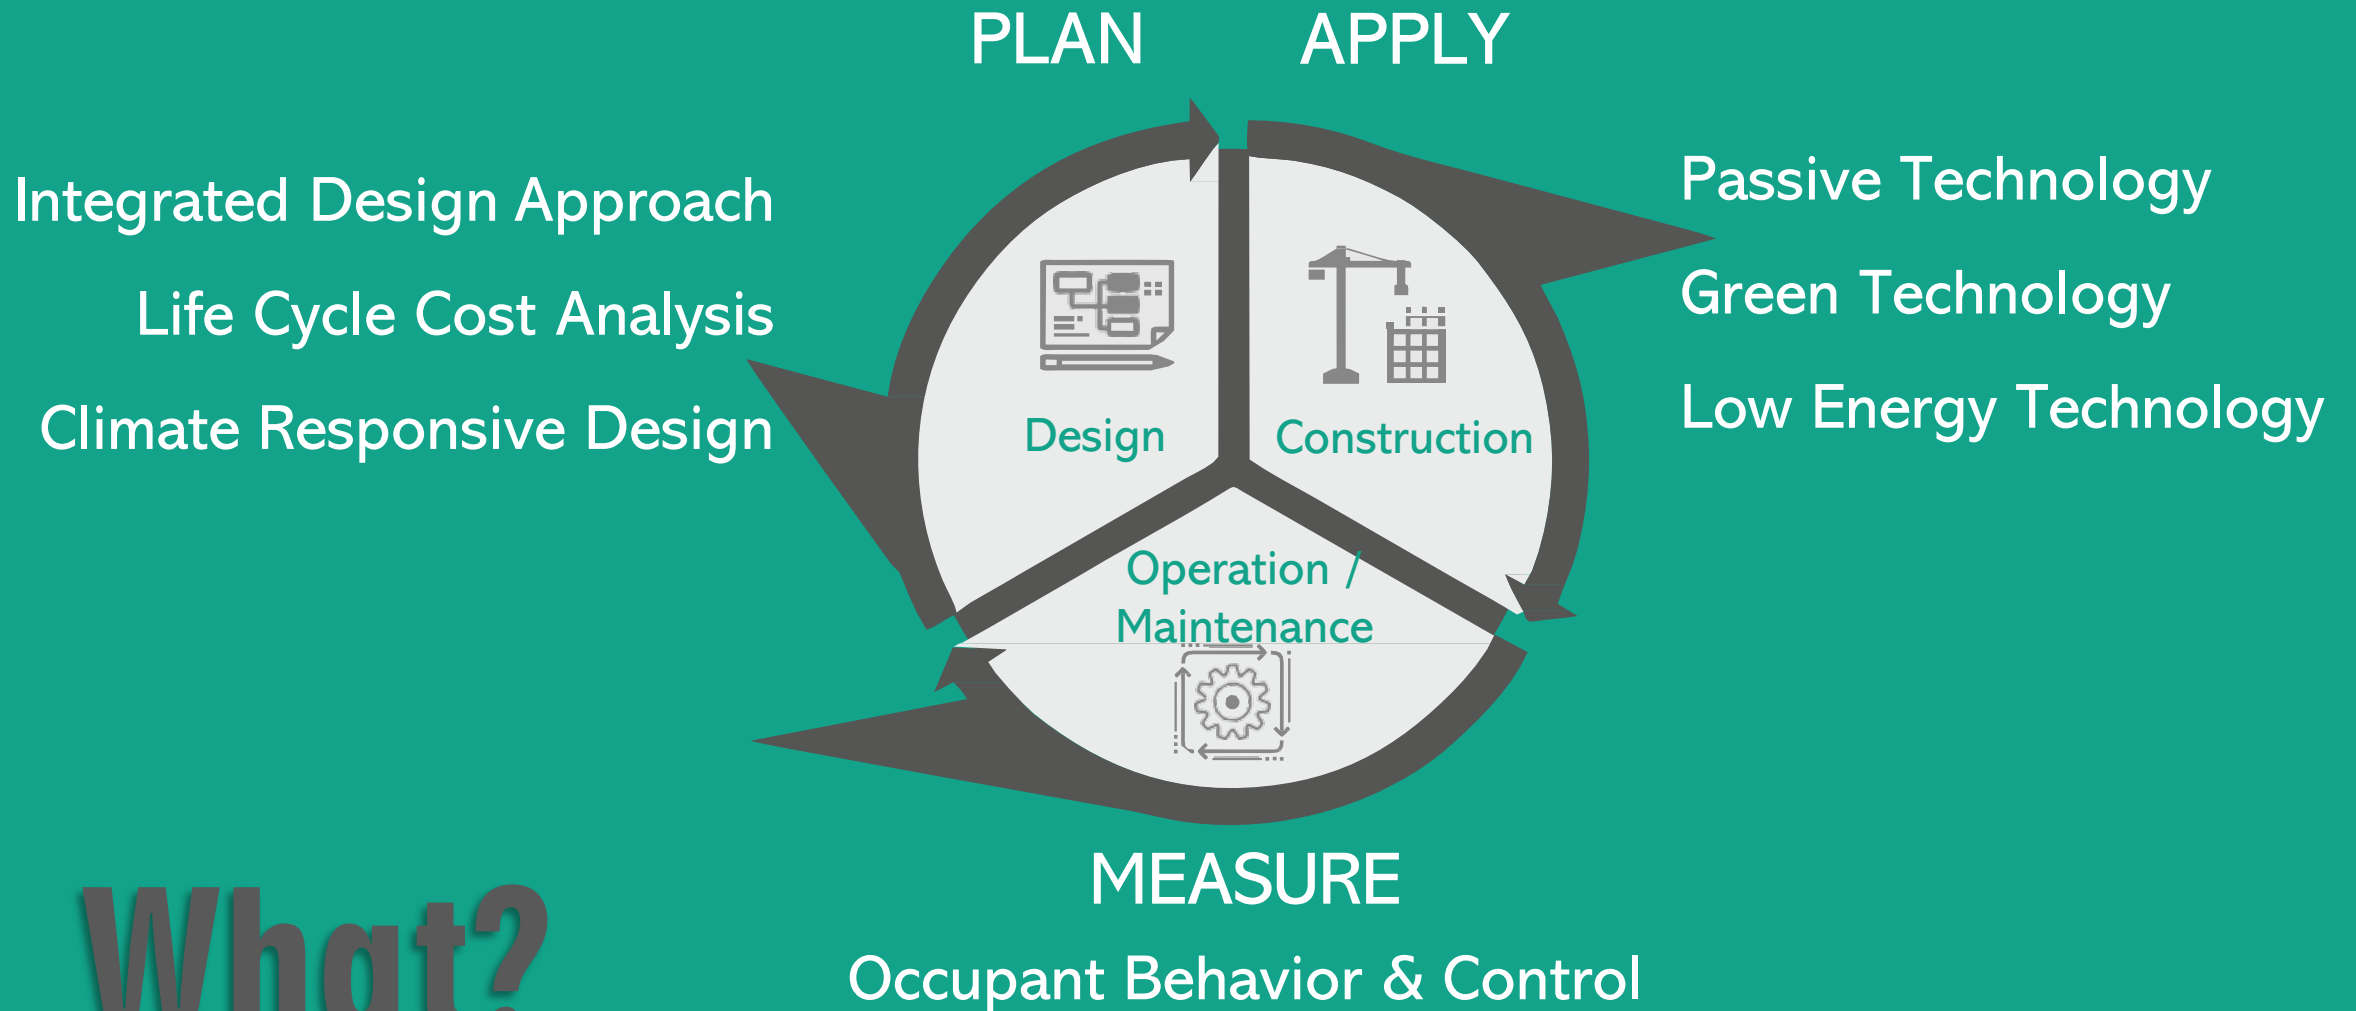 PLAN
APPLY
Integrated Design Approach
Life Cycle Cost Analysis
Climate Responsive Design
Passive Technology
Green Technology
Low Energy Technology
Design
Construction
Operation /
Maintenance
MEASURE
Occupant Behavior & Control
What?